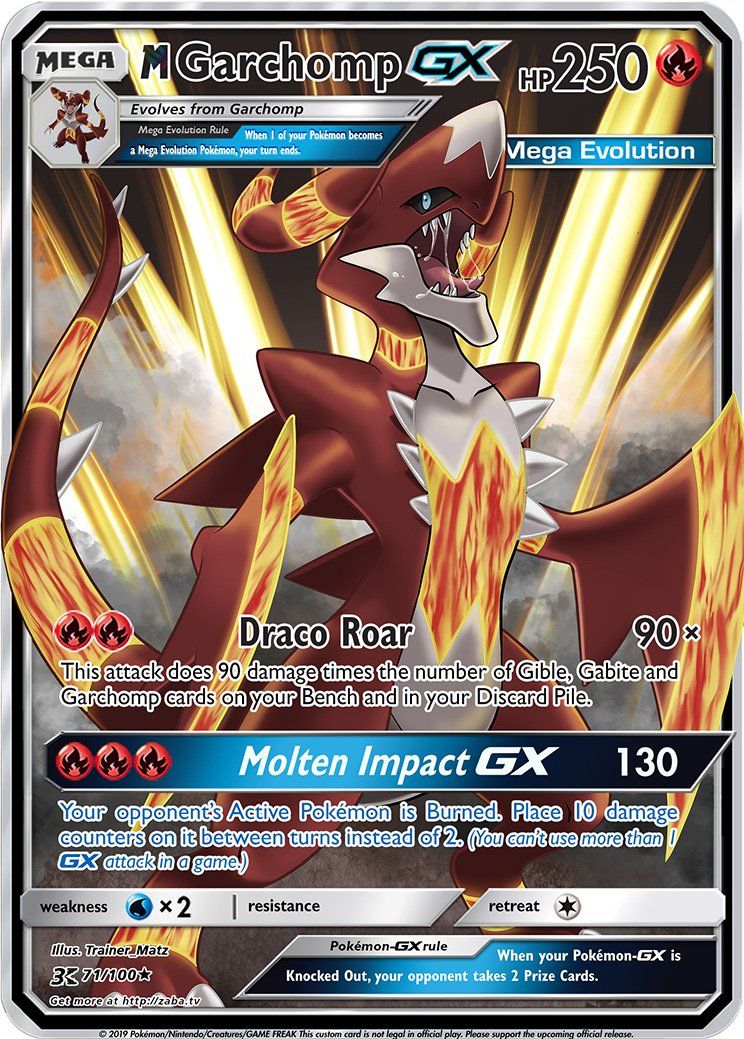 MEGA
M Garchomp GX HP250
Evolves from Garchomp
Mega Evolution Rule When 1 of your Pokémon becomes
a Mega Evolution Pokémon, your turn ends.
Mega Evolution
Draco Roar 90×
This attack does 90 damage times the number of Gible, Gabite and
Garchomp cards on your Bench and in your Discard Pile.
Molten Impact GX 130
Your opponent's Active Pokémon is Burned. Place 10 damage
counters on it between turns instead of 2. (You can't use more than 1
GX attack in a game.)
weakness ×2 resistance retreat
Illus. Trainer_Matz
71/100★
Get more at http://zaba.tv
Pokémon-GX rule
When your Pokémon-GX is
Knocked Out, your opponent takes 2 Prize Cards.
© 2019 Pokémon/Nintendo/Creatures/GAME FREAK This custom card is not legal in official play. Please support the upcoming official release.